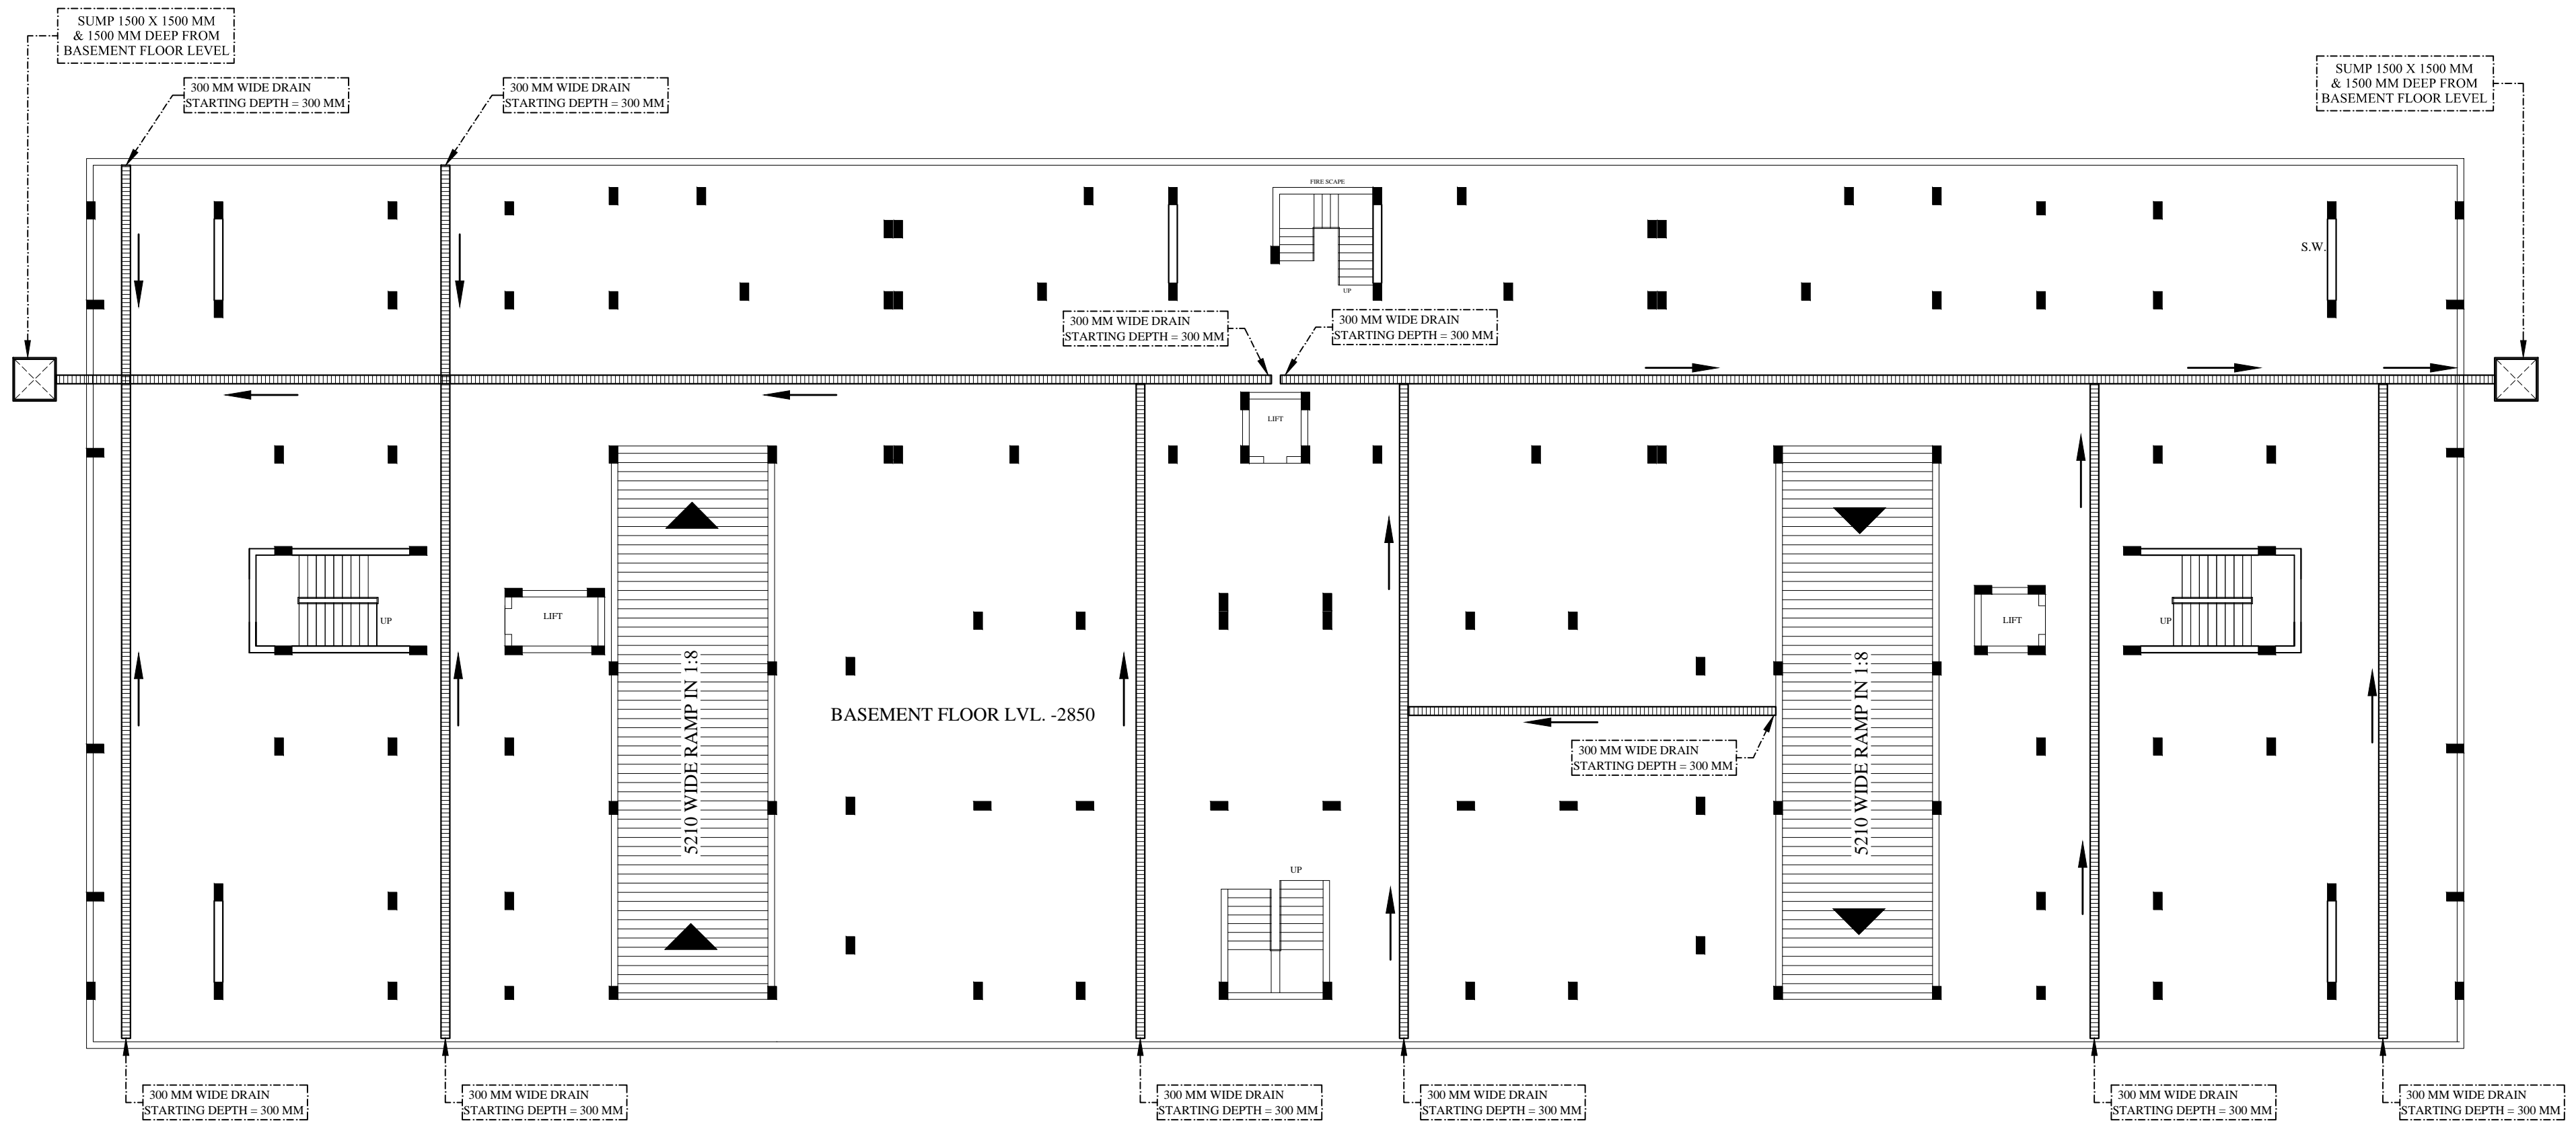 SUMP 1500 X 1500 MM
& 1500 MM DEEP FROM
BASEMENT FLOOR LEVEL
SUMP 1500 X 1500 MM
& 1500 MM DEEP FROM
BASEMENT FLOOR LEVEL
300 MM WIDE DRAIN
STARTING DEPTH = 300 MM
300 MM WIDE DRAIN
STARTING DEPTH = 300 MM
FIRE SCAPE
S.W.
UP
300 MM WIDE DRAIN
STARTING DEPTH = 300 MM
300 MM WIDE DRAIN
STARTING DEPTH = 300 MM
LIFT
UP
LIFT
LIFT
UP
5210 WIDE RAMP IN 1:8
BASEMENT FLOOR LVL. -2850
5210 WIDE RAMP IN 1:8
300 MM WIDE DRAIN
STARTING DEPTH = 300 MM
UP
300 MM WIDE DRAIN
STARTING DEPTH = 300 MM
300 MM WIDE DRAIN
STARTING DEPTH = 300 MM
300 MM WIDE DRAIN
STARTING DEPTH = 300 MM
300 MM WIDE DRAIN
STARTING DEPTH = 300 MM
300 MM WIDE DRAIN
STARTING DEPTH = 300 MM
300 MM WIDE DRAIN
STARTING DEPTH = 300 MM